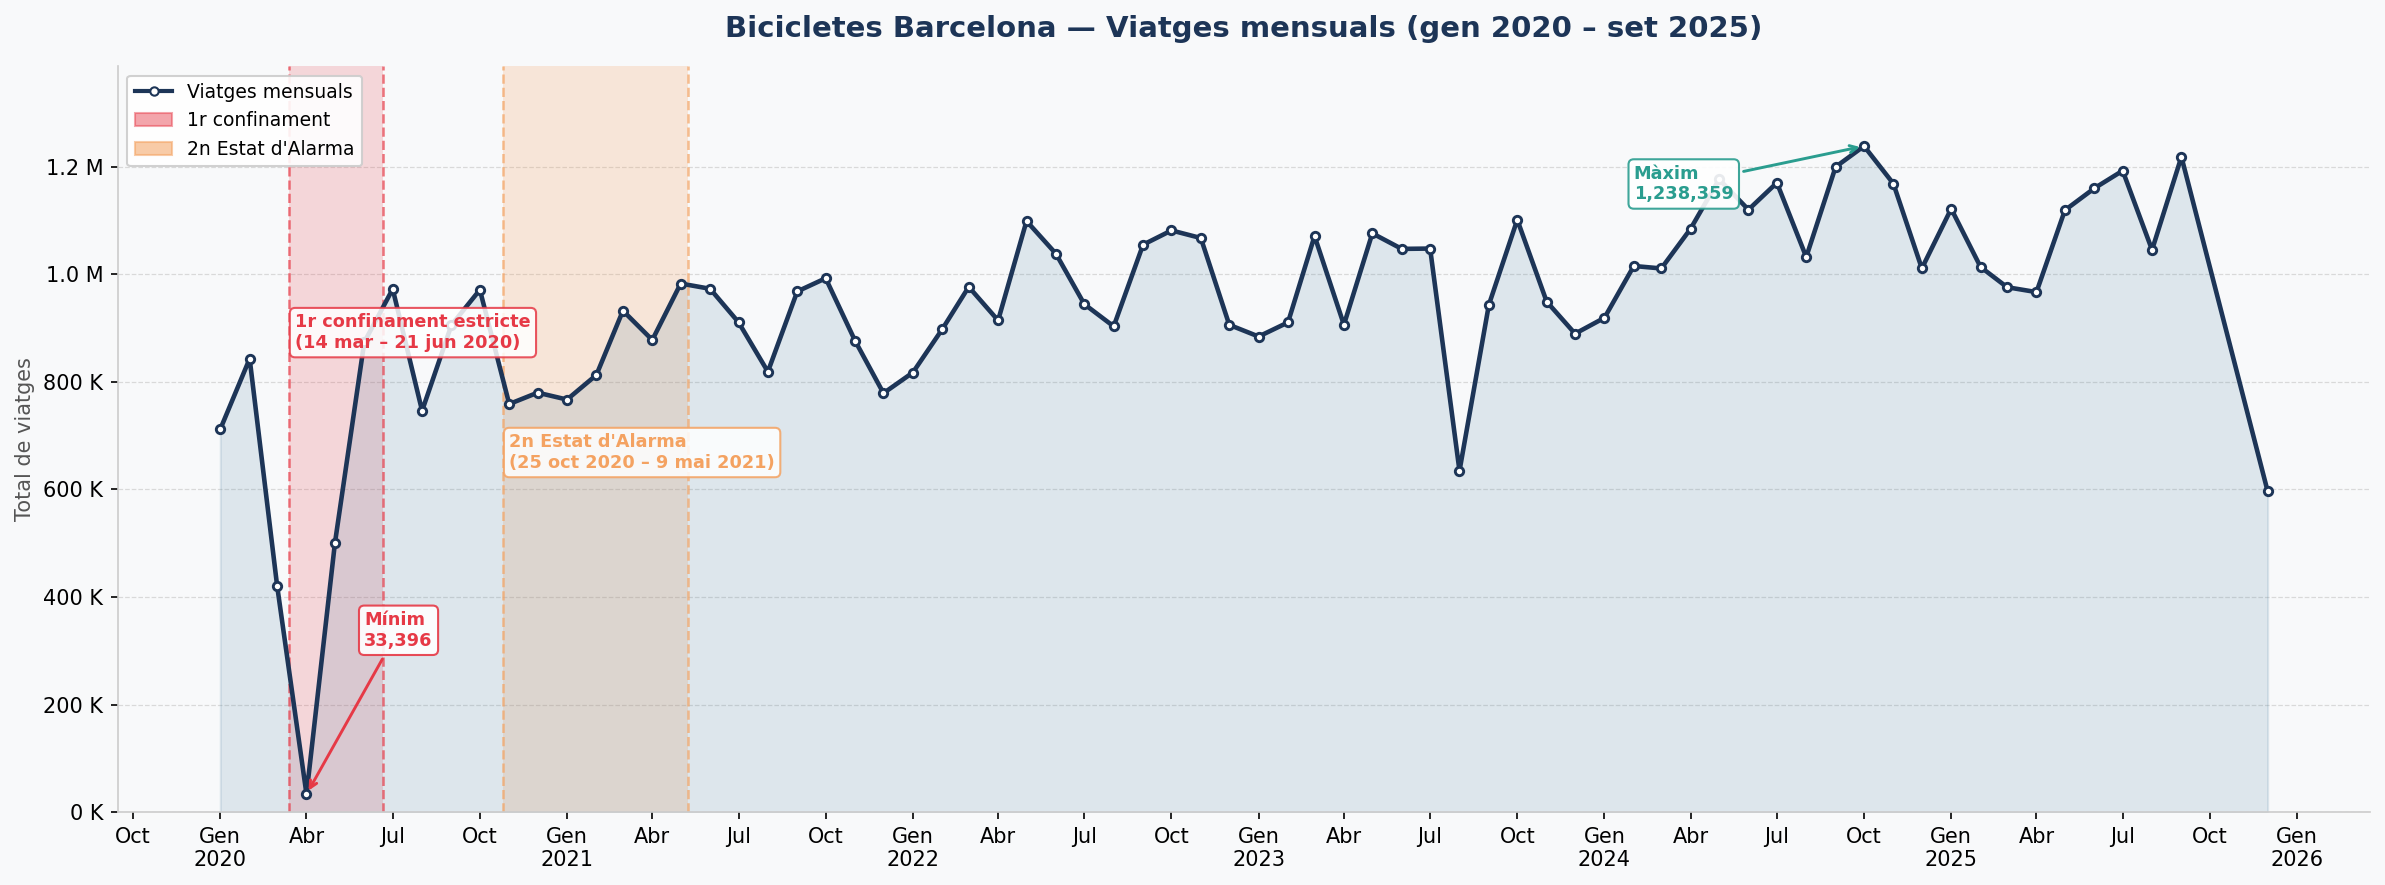 Bicicletes Barcelona — Viatges mensuals (gen 2020 – set 2025)
Viatges mensuals
1r confinament
2n Estat d'Alarma
Total de viatges
1.2 M
1.0 M
800 K
600 K
400 K
200 K
0 K
1r confinament estricte
(14 mar – 21 jun 2020)
2n Estat d'Alarma
(25 oct 2020 – 9 mai 2021)
Mínim
33,396
Màxim
1,238,359
Oct Gen Abr Jul Oct Gen Abr Jul Oct Gen Abr Jul Oct Gen Abr Jul Oct Gen Abr Jul Oct Gen Abr Jul Oct Gen
2020 2021 2022 2023 2024 2025 2026